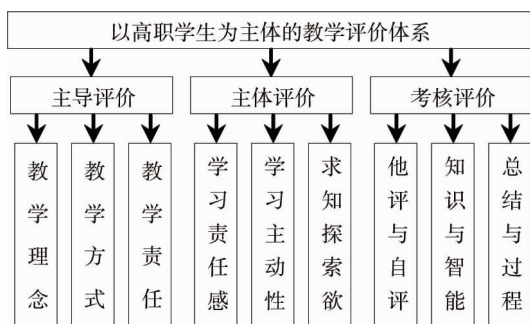 以高职学生为主体的教学评价体系
主导评价
主体评价
考核评价
教学理念
教学方式
教学责任
学习责任感
学习主动性
求知探索欲
他评与自评
知识与智能
总结与过程